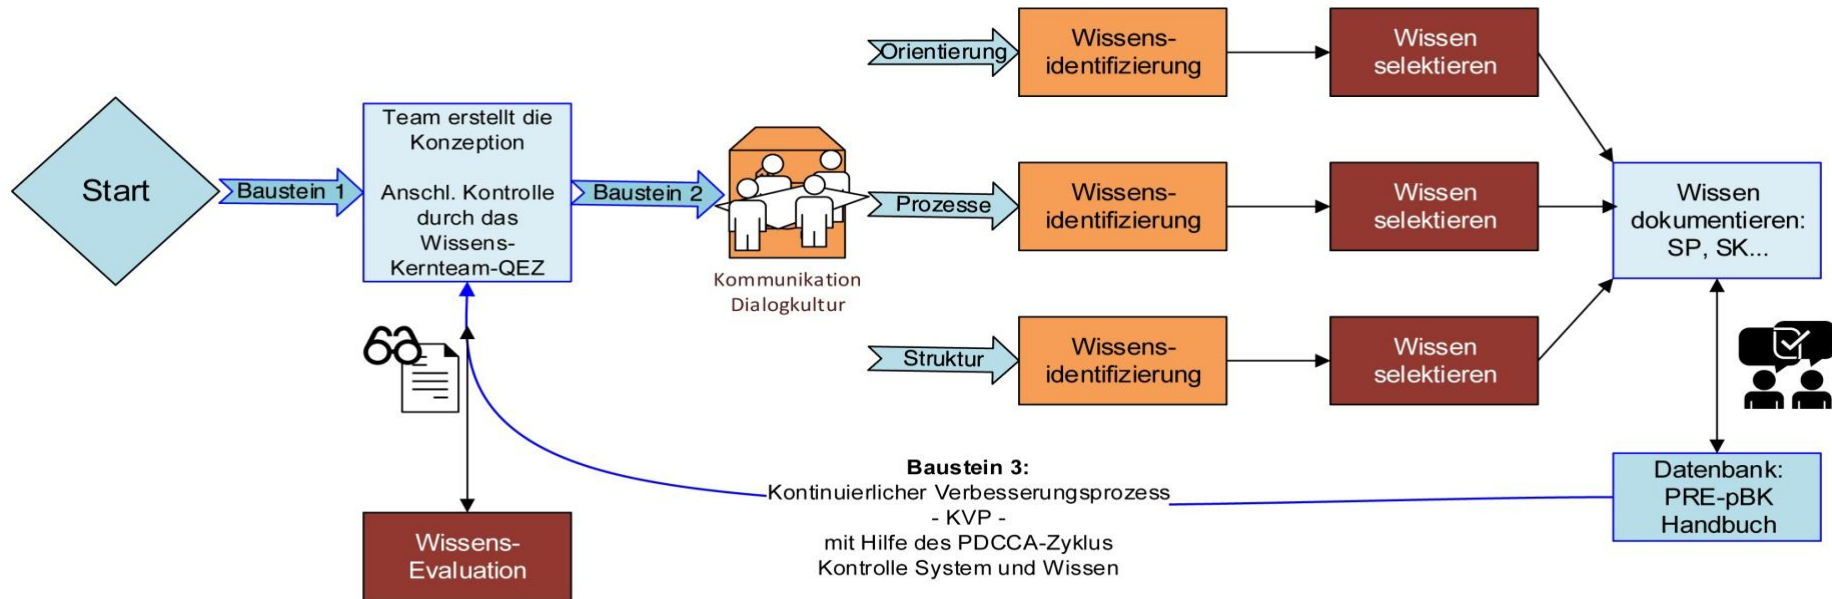 Start
Baustein 1
Team erstellt die
Konzeption
Anschl. Kontrolle
durch das
Wissens-
Kernteam-QEZ
Baustein 2
Kommunikation
Dialogkultur
Orientierung
Wissens-
identifizierung
Wissen
selektieren
Prozesse
Wissens-
identifizierung
Wissen
selektieren
Struktur
Wissens-
identifizierung
Wissen
selektieren
Wissen
dokumentieren:
SP, SK...
Datenbank:
PRE-pBK
Handbuch
Baustein 3:
Kontinuierlicher Verbesserungsprozess
- KVP -
mit Hilfe des PDCCA-Zyklus
Kontrolle System und Wissen
Wissens-
Evaluation